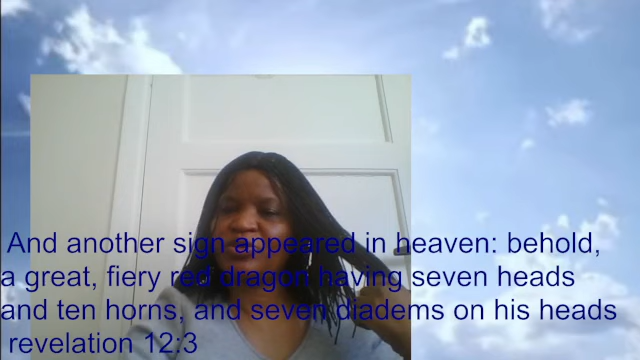 And another sign appeared in heaven: behold,
a great, fiery red dragon having seven heads
and ten horns, and seven diadems on his heads
revelation 12:3